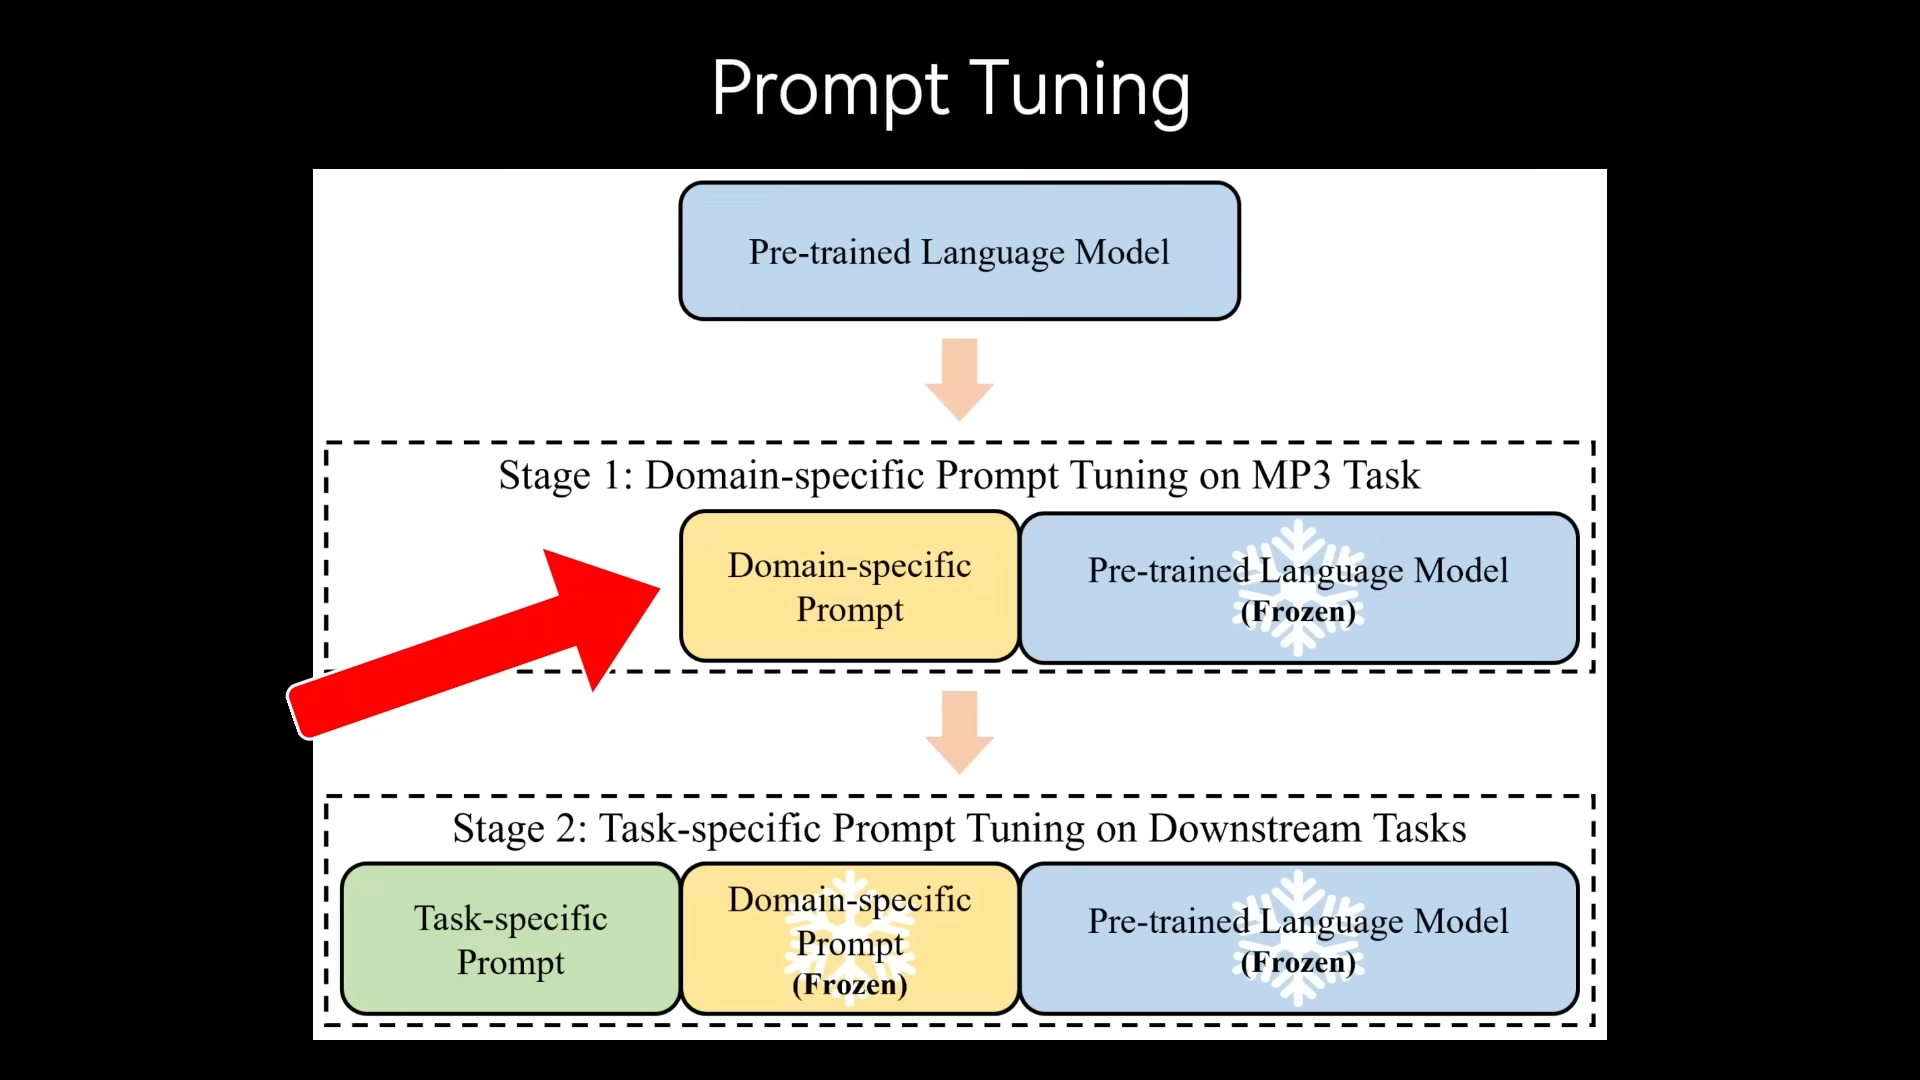 Prompt Tuning
Pre-trained Language Model
Stage 1: Domain-specific Prompt Tuning on MP3 Task
Domain-specific
Prompt
Pre-trained Language Model
(Frozen)
Stage 2: Task-specific Prompt Tuning on Downstream Tasks
Task-specific
Prompt
Domain-specific
Prompt
(Frozen)
Pre-trained Language Model
(Frozen)